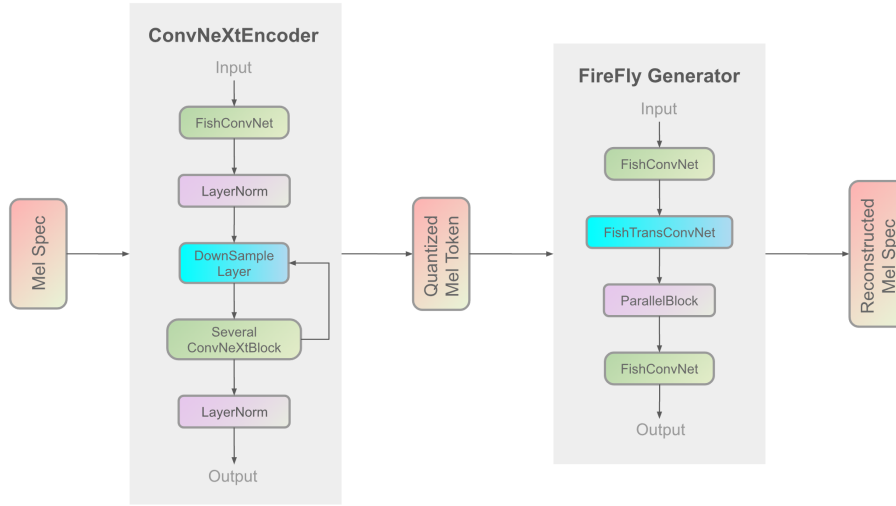 Mel Spec
ConvNeXtEncoder
Input
FishConvNet
LayerNorm
DownSample
Layer
Several
ConvNeXtBlock
LayerNorm
Output
Quantized
Mel Token
FireFly Generator
Input
FishConvNet
FishTransConvNet
ParallelBlock
FishConvNet
Output
Reconstructed
Mel Spec